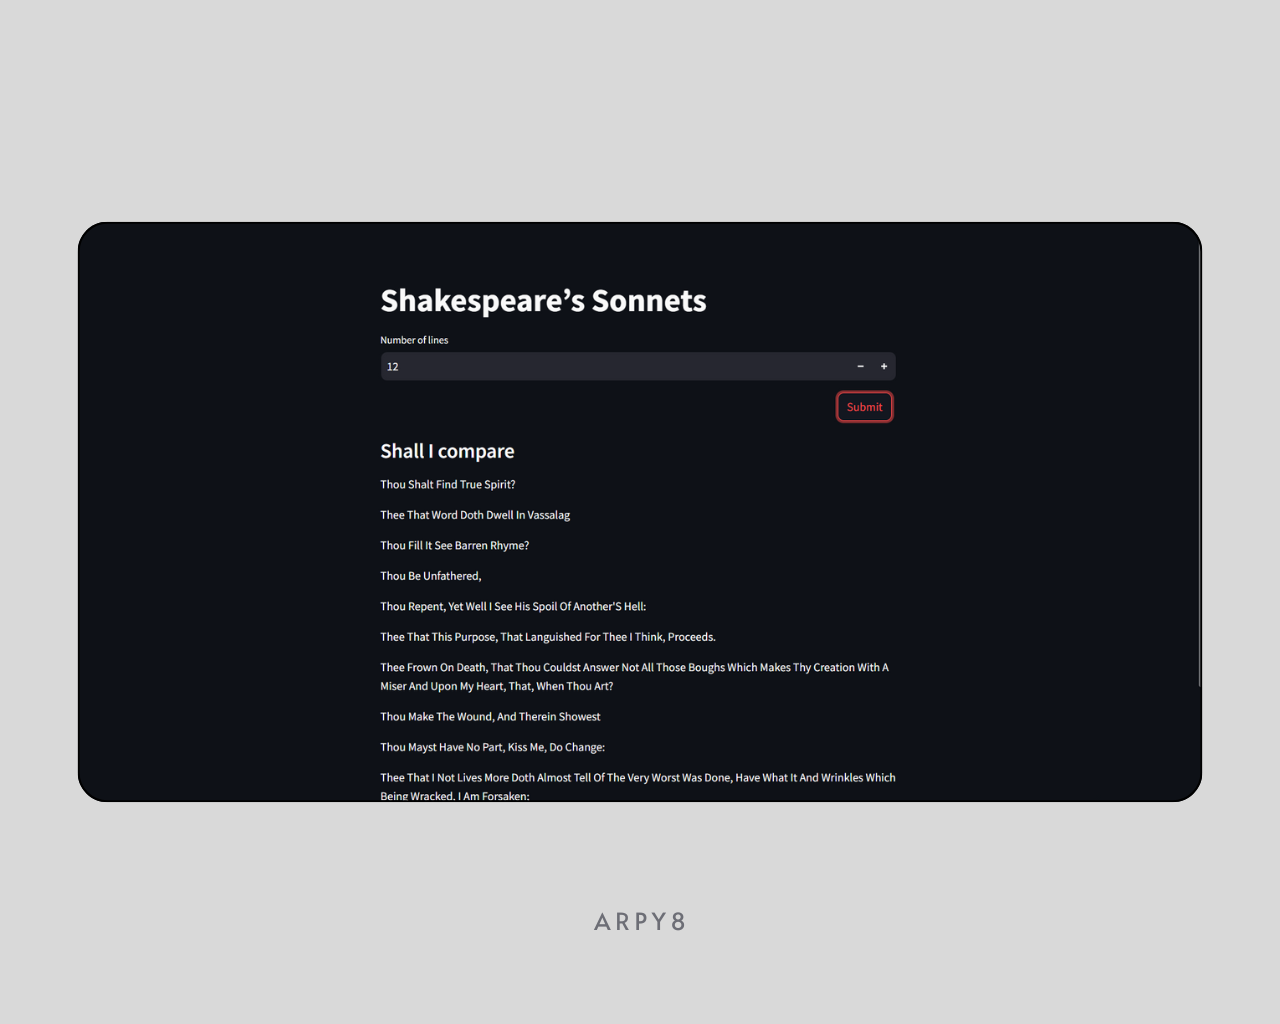 Shakespeare’s Sonnets
Number of lines
12 − +
Submit
Shall I compare
Thou Shalt Find True Spirit?
Thee That Word Doth Dwell In Vassalag
Thou Fill It See Barren Rhyme?
Thou Be Unfathered,
Thou Repent, Yet Well I See His Spoil Of Another'S Hell:
Thee That This Purpose, That Languished For Thee I Think, Proceeds.
Thee Frown On Death, That Thou Couldst Answer Not All Those Boughs Which Makes Thy Creation With A
Miser And Upon My Heart, That, When Thou Art?
Thou Make The Wound, And Therein Showest
Thou Mayst Have No Part, Kiss Me, Do Change:
Thee That I Not Lives More Doth Almost Tell Of The Very Worst Was Done, Have What It And Wrinkles Which
Being Wracked, I Am Forsaken:
ARPY8